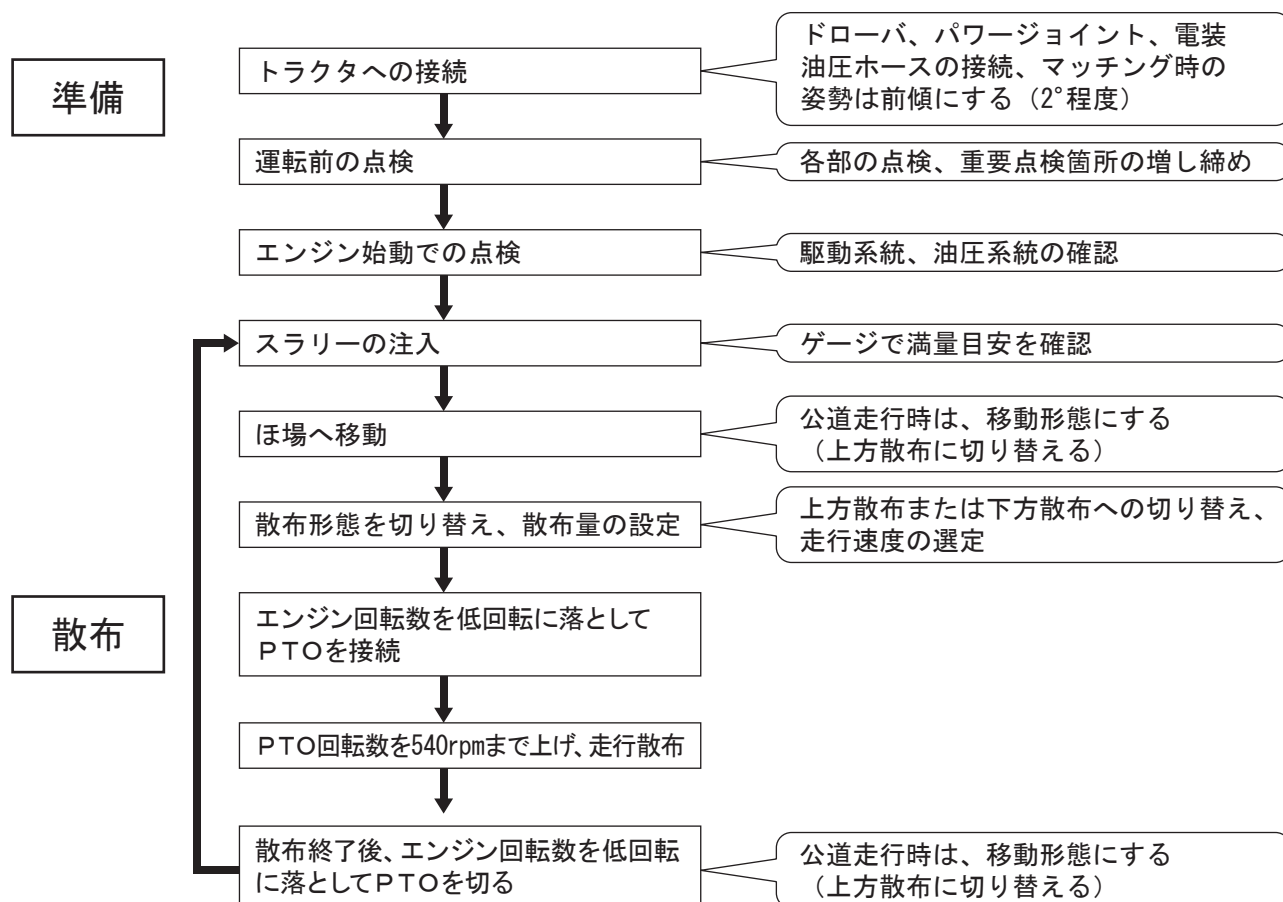 準備
トラクタへの接続
ドローバ、パワージョイント、電装
油圧ホースの接続、マッチング時の
姿勢は前傾にする（2°程度）
運転前の点検
各部の点検、重要点検箇所の増し締め
エンジン始動での点検
駆動系統、油圧系統の確認
スラリーの注入
ゲージで満量目安を確認
ほ場へ移動
公道走行時は、移動形態にする
（上方散布に切り替える）
散布形態を切り替え、散布量の設定
上方散布または下方散布への切り替え、
走行速度の選定
散布
エンジン回転数を低回転に落として
ＰＴＯを接続
ＰＴＯ回転数を540rpmまで上げ、走行散布
散布終了後、エンジン回転数を低回転
に落としてＰＴＯを切る
公道走行時は、移動形態にする
（上方散布に切り替える）